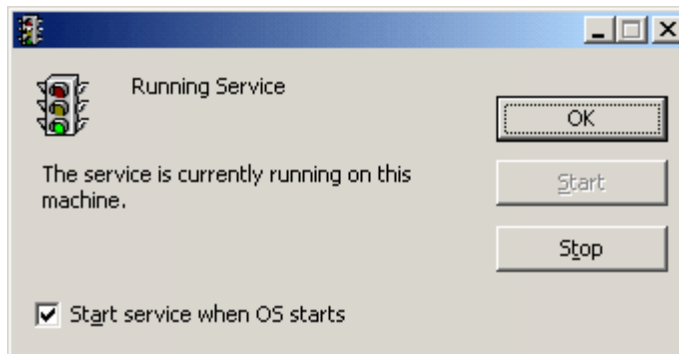 Running Service
OK
The service is currently running on this
machine.
Start
Stop
Start service when OS starts